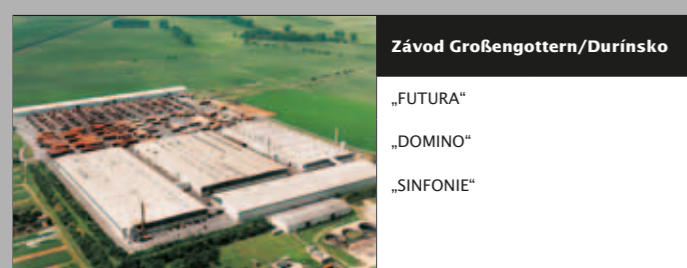 Závod Großengottern/Durínsko
„FUTURA“
„DOMINO“
„SINFONIE“